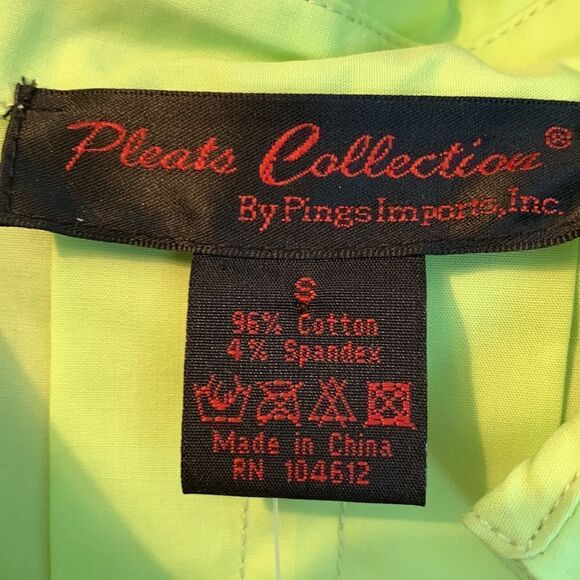 Pleats Collection®
By PingsImports, Inc.
S
96% Cotton
4% Spandex
Made in China
RN 104612